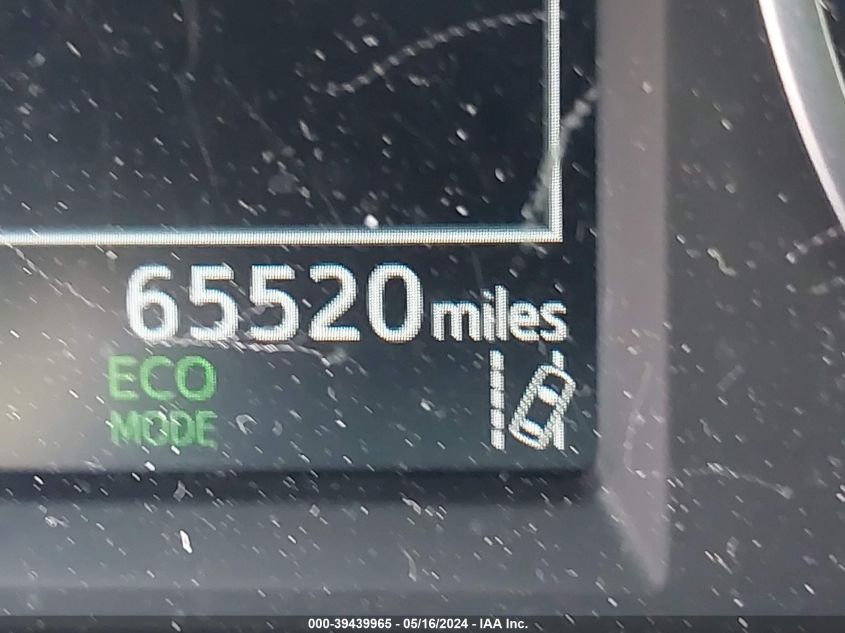 65520 miles
ECO
MODE
000-39439965 - 05/16/2024 - IAA Inc.